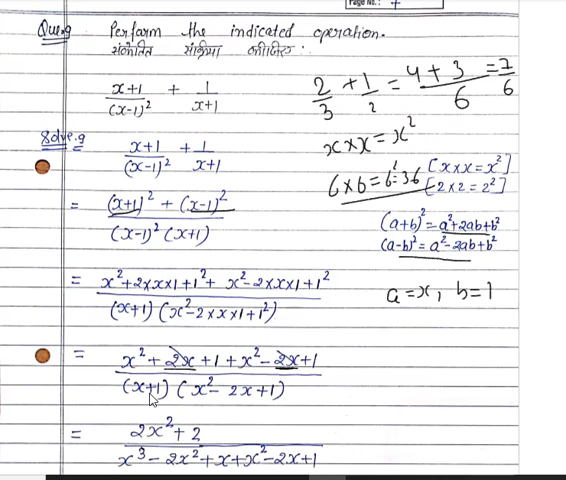 Page No.:
Que.9 Perfarm the indicated operation.
संकेतित संक्रिया कीजिए।
(x+1)/(x-1)² + 1/(x+1)
2/3 + 1/2 = (4+3)/6 = 7/6
x×x = x²
Solve.9 (x+1)/(x-1)² + 1/(x+1)
6×6=6²=36 [x×x=x²]
[2×2=2²]
= ((x+1)² + (x-1)²)/((x-1)² (x+1))
(a+b)² = a²+2ab+b²
(a-b)² = a²-2ab+b²
= (x²+2×x×1+1²+ x²-2×x×1+1²)/((x+1) (x²-2×x×1+1²))
a=x, b=1
= (x²+2x+1+x²-2x+1)/((x+1) (x²-2x+1))
= (2x²+2)/(x³-2x²+x+x²-2x+1)